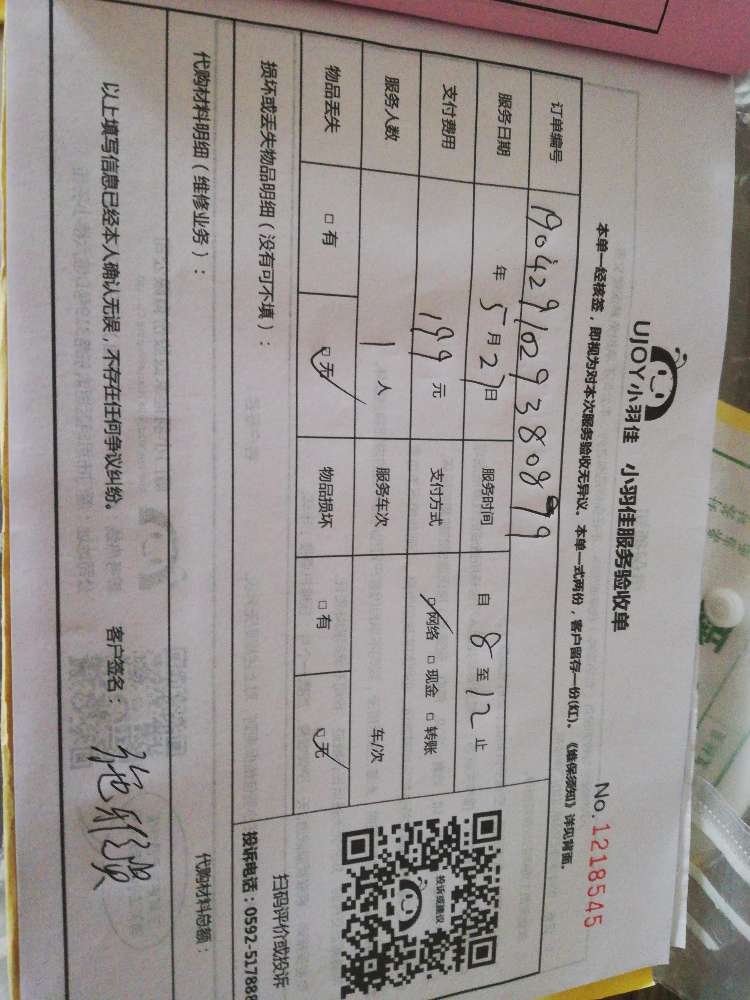 UJOY小羽佳 小羽佳服务验收单
No.1218545
本单一经核签，即视为对本次服务验收无异议。本单一式两份，客户留存一份(红)。《维保须知》详见背面。
订单编号 1904291029380879
服务日期 年 5 月 27 日 服务时间 自 8 至 12 止
支付费用 199 元 支付方式 ☑网络 □现金 □转账
服务人数 1 人 服务车次 车/次
物品丢失 □有 ☑无 物品损坏 □有 ☑无
投诉或建议
扫码评价或投诉
投诉电话：0592-517888
损坏或丢失物品明细（没有可不填）：
代购材料明细（维修业务）： 代购材料总额：
以上填写信息已经本人确认无误，不存在任何争议纠纷。 客户签名：